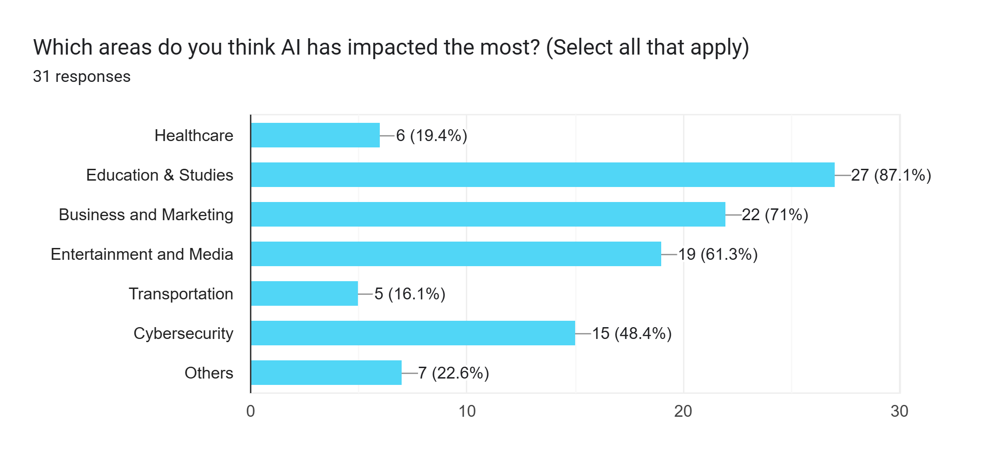 Which areas do you think AI has impacted the most? (Select all that apply)
31 responses
Healthcare 6 (19.4%)
Education & Studies 27 (87.1%)
Business and Marketing 22 (71%)
Entertainment and Media 19 (61.3%)
Transportation 5 (16.1%)
Cybersecurity 15 (48.4%)
Others 7 (22.6%)
0 10 20 30